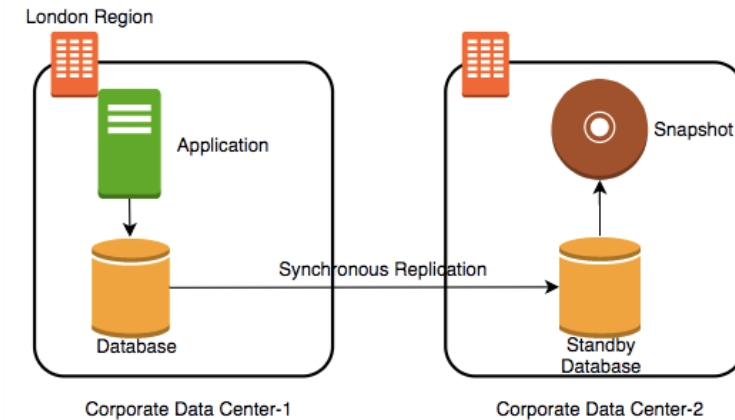 London Region
Application
Snapshot
Synchronous Replication
Database
Standby
Database
Corporate Data Center-1
Corporate Data Center-2